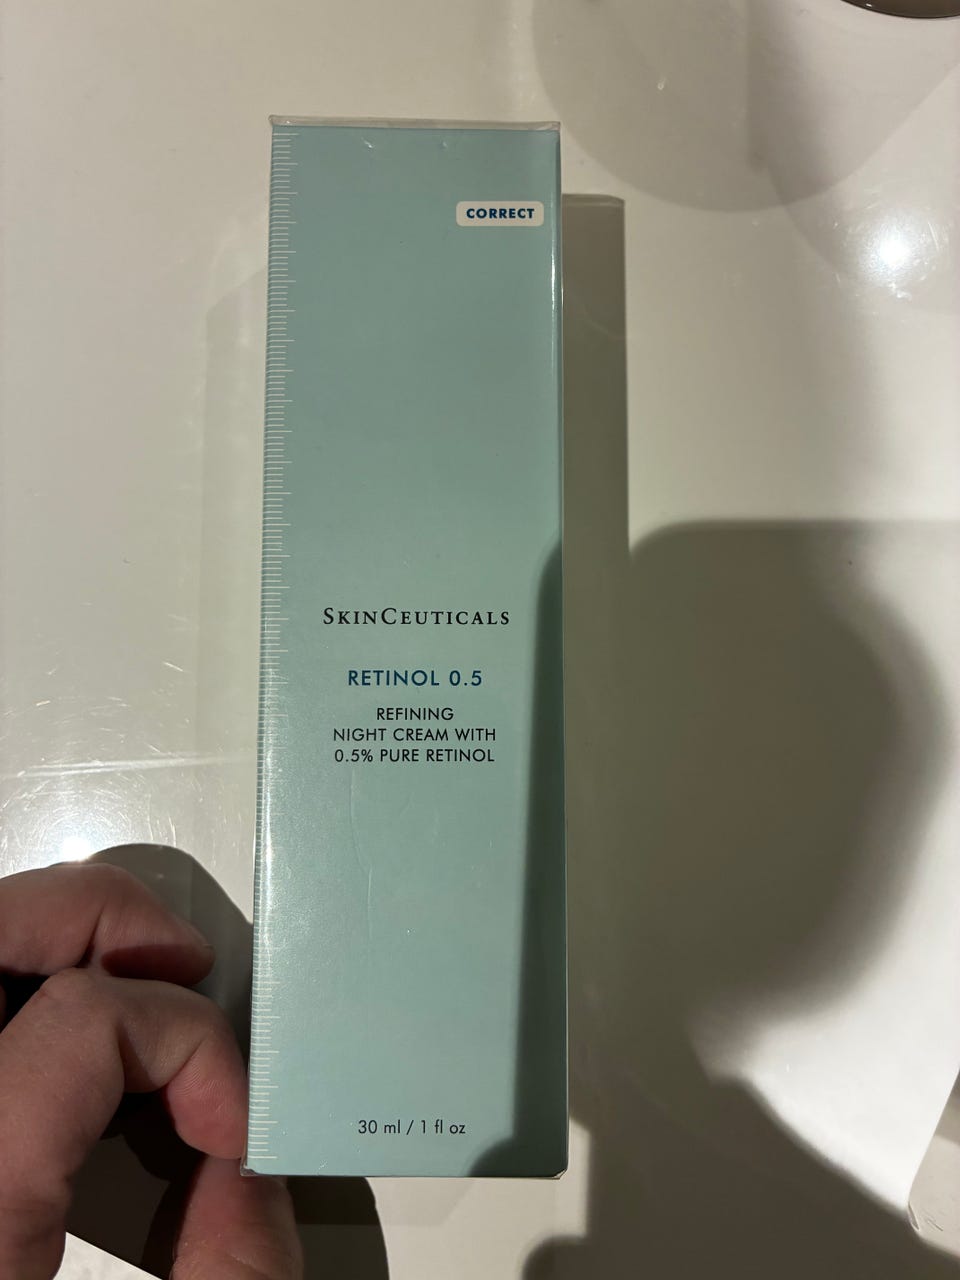 CORRECT
SKINCEUTICALS
RETINOL 0.5
REFINING
NIGHT CREAM WITH
0.5% PURE RETINOL
30 ml / 1 fl oz